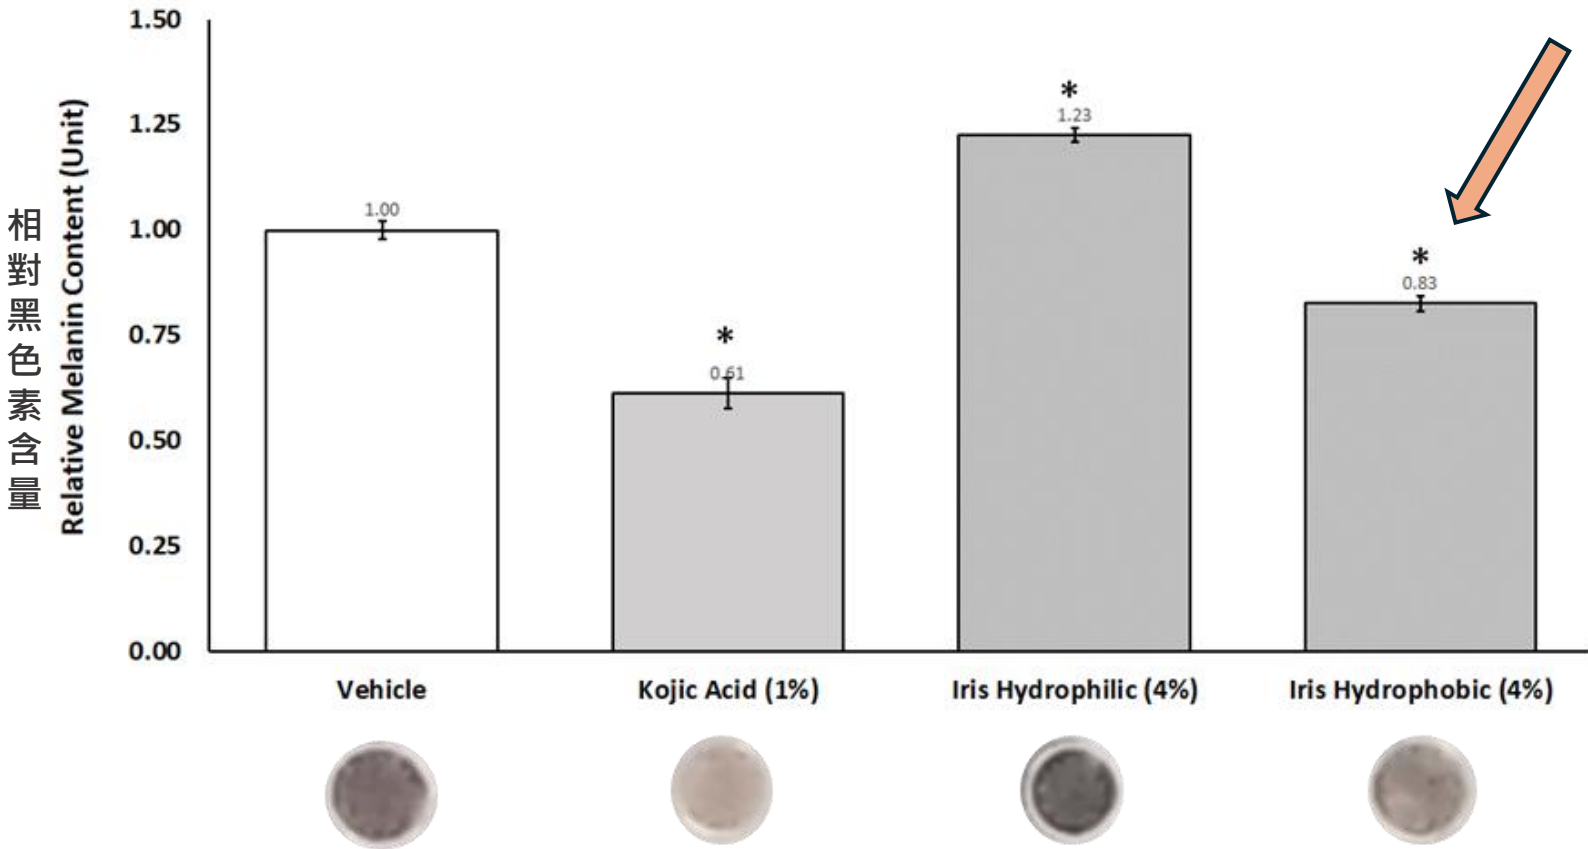 相對黑色素含量
Relative Melanin Content (Unit)
1.50
1.25
1.00
0.75
0.50
0.25
0.00
1.00
*
0.61
*
1.23
*
0.83
Vehicle
Kojic Acid (1%)
Iris Hydrophilic (4%)
Iris Hydrophobic (4%)